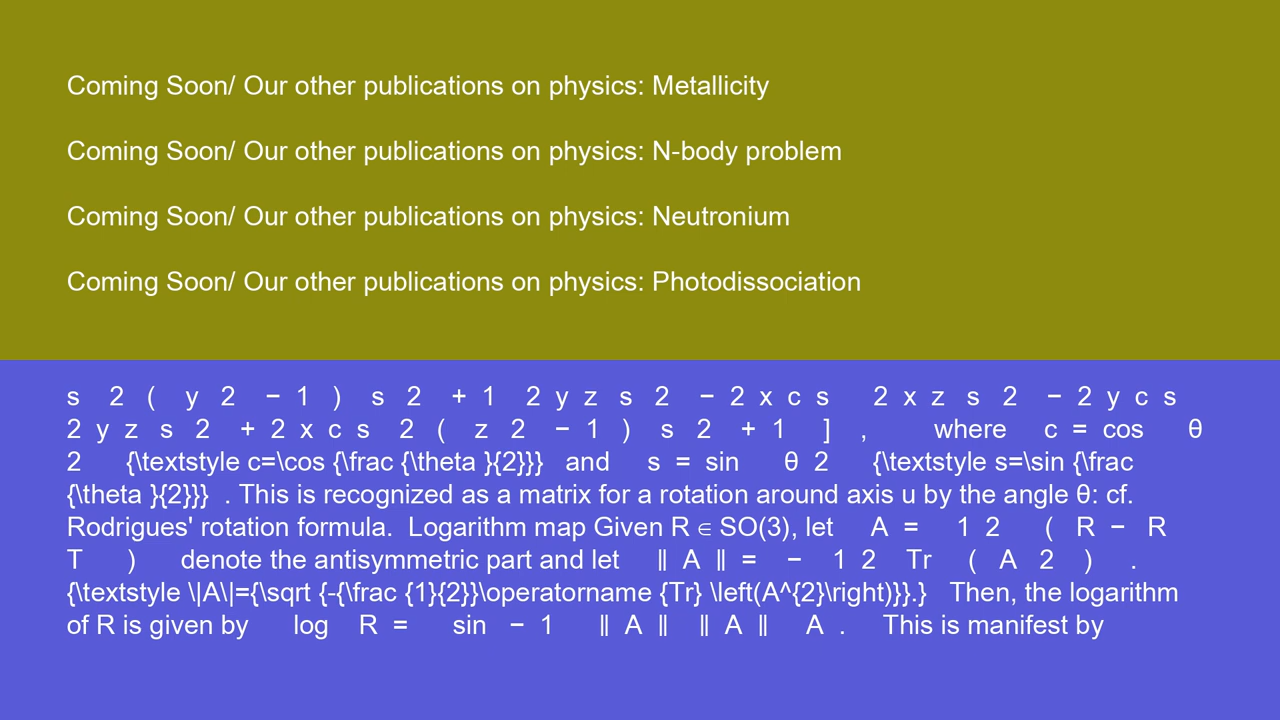 Coming Soon/ Our other publications on physics: Metallicity
Coming Soon/ Our other publications on physics: N-body problem
Coming Soon/ Our other publications on physics: Neutronium
Coming Soon/ Our other publications on physics: Photodissociation
s 2 ( y 2 − 1 ) s 2 + 1 2 y z s 2 − 2 x c s 2 x z s 2 − 2 y c s
2 y z s 2 + 2 x c s 2 ( z 2 − 1 ) s 2 + 1 ] , where c = cos θ
2 {\textstyle c=\cos {\frac {\theta }{2}}} and s = sin θ 2 {\textstyle s=\sin {\frac
{\theta }{2}}} . This is recognized as a matrix for a rotation around axis u by the angle θ: cf.
Rodrigues' rotation formula. Logarithm map Given R ∈ SO(3), let A = 1 2 ( R − R
T ) denote the antisymmetric part and let ‖ A ‖ = − 1 2 Tr ( A 2 ) .
{\textstyle \|A\|={\sqrt {-{\frac {1}{2}}\operatorname {Tr} \left(A^{2}\right)}}.} Then, the logarithm
of R is given by log R = sin − 1 ‖ A ‖ ‖ A ‖ A . This is manifest by